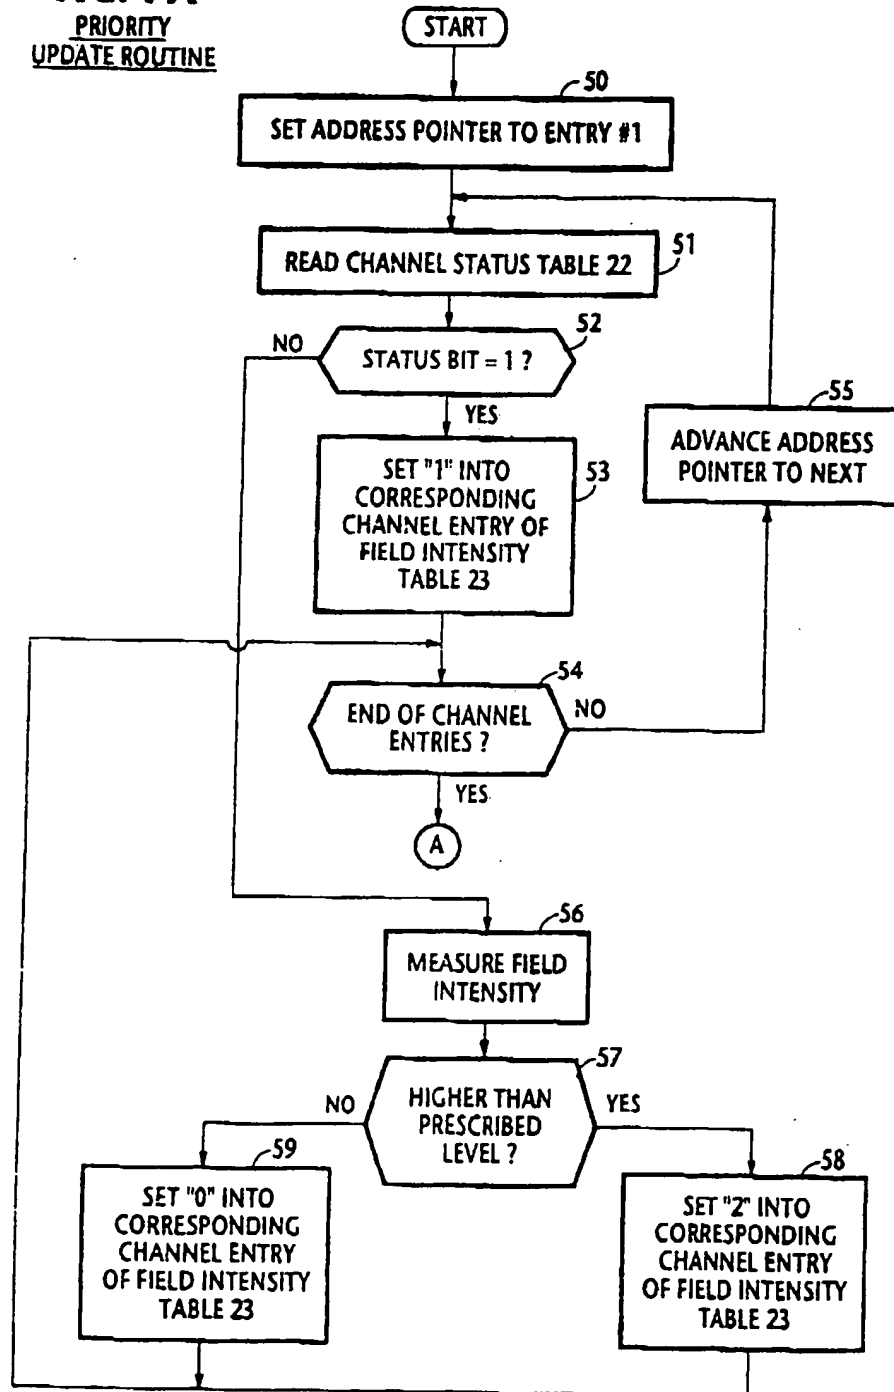 PRIORITY
UPDATE ROUTINE
START
50
SET ADDRESS POINTER TO ENTRY #1
READ CHANNEL STATUS TABLE 22
51
52
NO
STATUS BIT = 1 ?
YES
55
ADVANCE ADDRESS
POINTER TO NEXT
SET "1" INTO
CORRESPONDING
CHANNEL ENTRY OF
FIELD INTENSITY
TABLE 23
53
54
END OF CHANNEL
ENTRIES ?
NO
YES
A
56
MEASURE FIELD
INTENSITY
57
HIGHER THAN
PRESCRIBED
LEVEL ?
NO
YES
59
SET "0" INTO
CORRESPONDING
CHANNEL ENTRY
OF FIELD INTENSITY
TABLE 23
58
SET "2" INTO
CORRESPONDING
CHANNEL ENTRY
OF FIELD INTENSITY
TABLE 23